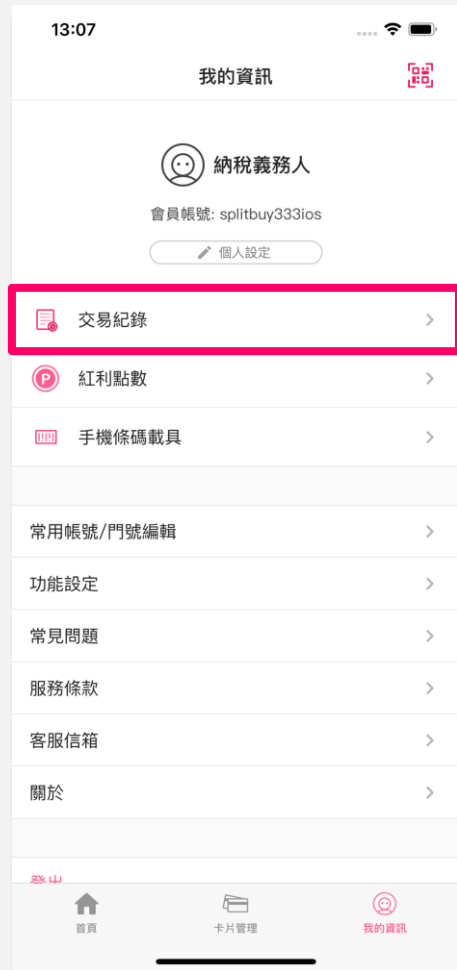 13:07
我的資訊
納稅義務人
會員帳號: splitbuy333ios
個人設定
交易紀錄
P 紅利點數
手機條碼載具
常用帳號/門號編輯
功能設定
常見問題
服務條款
客服信箱
關於
登出
首頁
卡片管理
我的資訊